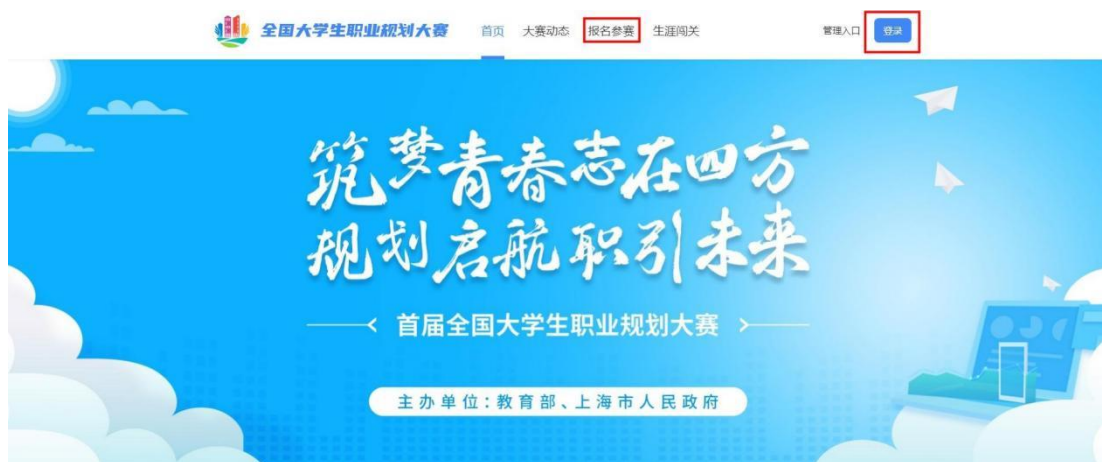 全国大学生职业规划大赛 首页 大赛动态 报名参赛 生涯闯关 管理入口 登录
筑梦青春志在四方
规划启航职引未来
首届全国大学生职业规划大赛
主办单位:教育部、上海市人民政府